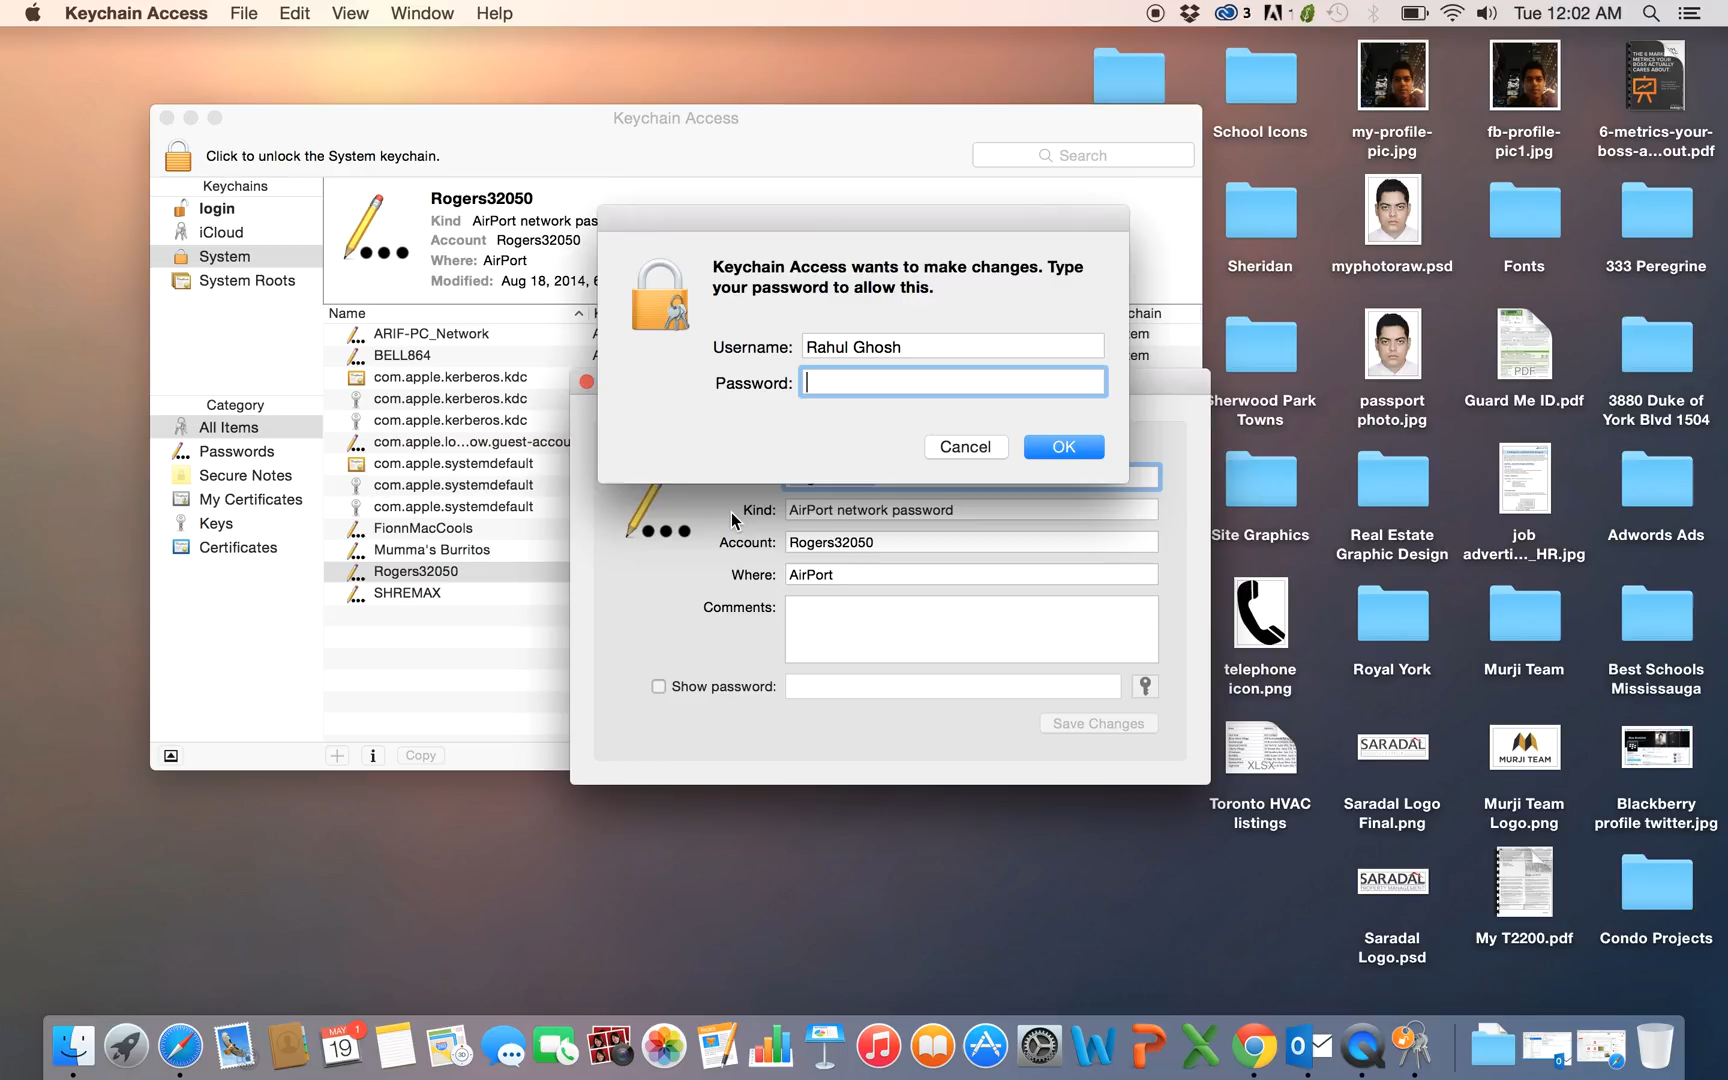 Keychain Access File Edit View Window Help
3 1 Tue 12:02 AM
Keychain Access
Click to unlock the System keychain.
Search
Keychains
login
iCloud
System
System Roots
Category
All Items
Passwords
Secure Notes
My Certificates
Keys
Certificates
Rogers32050
Kind AirPort network pas
Account Rogers32050
Where: AirPort
Modified: Aug 18, 2014, 6
Name
chain
ARIF-PC_Network
BELL864
com.apple.kerberos.kdc
com.apple.kerberos.kdc
com.apple.kerberos.kdc
com.apple.lo...ow.guest-accou
com.apple.systemdefault
com.apple.systemdefault
com.apple.systemdefault
FionnMacCools
Mumma's Burritos
Rogers32050
SHREMAX
em
em
Copy
Keychain Access wants to make changes. Type
your password to allow this.
Username: Rahul Ghosh
Password:
Cancel OK
Kind: AirPort network password
Account: Rogers32050
Where: AirPort
Comments:
Show password:
Save Changes
School Icons
my-profile-
pic.jpg
fb-profile-
pic1.jpg
6-metrics-your-
boss-a...out.pdf
Sheridan
myphotoraw.psd
Fonts
333 Peregrine
Sherwood Park
Towns
passport
photo.jpg
PDF
Guard Me ID.pdf
3880 Duke of
York Blvd 1504
Site Graphics
Real Estate
Graphic Design
job
adverti..._HR.jpg
Adwords Ads
telephone
icon.png
Royal York
Murji Team
Best Schools
Mississauga
XLSX
Toronto HVAC
listings
SARADAL
Saradal Logo
Final.png
MURJI TEAM
Murji Team
Logo.png
Blackberry
profile twitter.jpg
SARADAL
PROPERTY MANAGEMENT
Saradal
Logo.psd
My T2200.pdf
Condo Projects
MAY 1
19